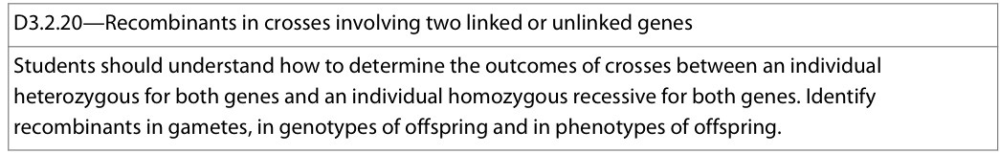 D3.2.20—Recombinants in crosses involving two linked or unlinked genes
Students should understand how to determine the outcomes of crosses between an individual
heterozygous for both genes and an individual homozygous recessive for both genes. Identify
recombinants in gametes, in genotypes of offspring and in phenotypes of offspring.